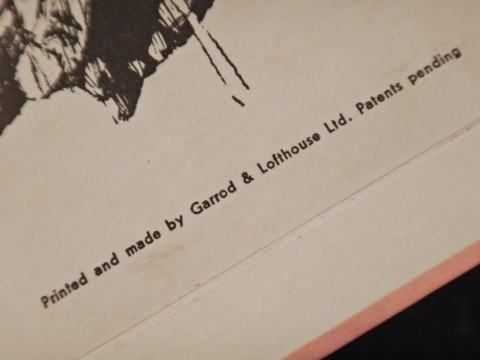 Printed and made by Garrod & Lofthouse Ltd. Patents pending